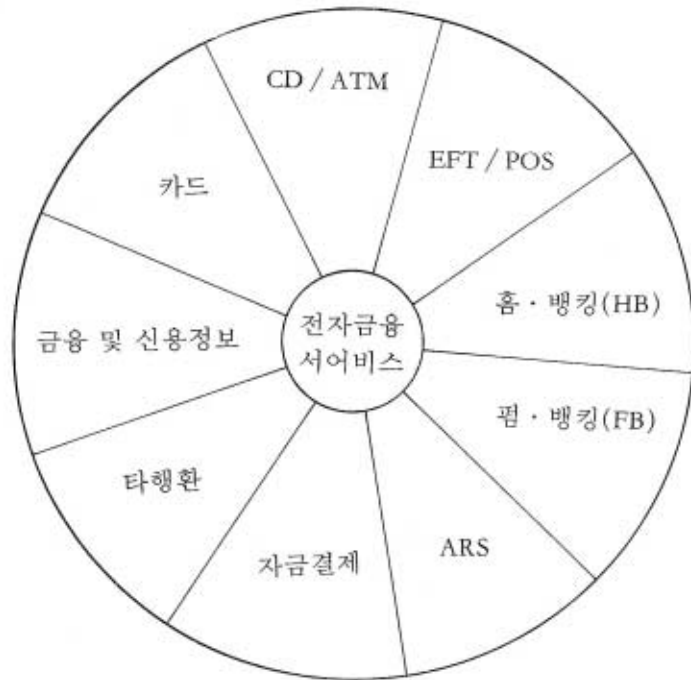 CD / ATM
EFT / POS
카드
홈 · 뱅킹(HB)
전자금융
서어비스
금융 및 신용정보
펌 · 뱅킹(FB)
타행환
ARS
자금결제